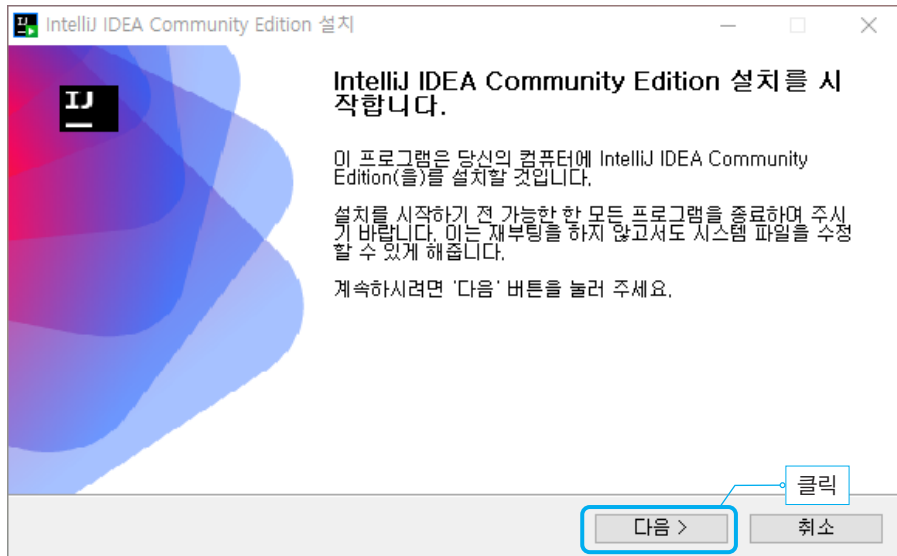 IntelliJ IDEA Community Edition 설치
IJ
IntelliJ IDEA Community Edition 설치를 시
작합니다.
이 프로그램은 당신의 컴퓨터에 IntelliJ IDEA Community
Edition(을)를 설치할 것입니다.
설치를 시작하기 전 가능한 한 모든 프로그램을 종료하여 주시
기 바랍니다. 이는 재부팅을 하지 않고서도 시스템 파일을 수정
할 수 있게 해줍니다.
계속하시려면 '다음' 버튼을 눌러 주세요.
클릭
다음 >
취소